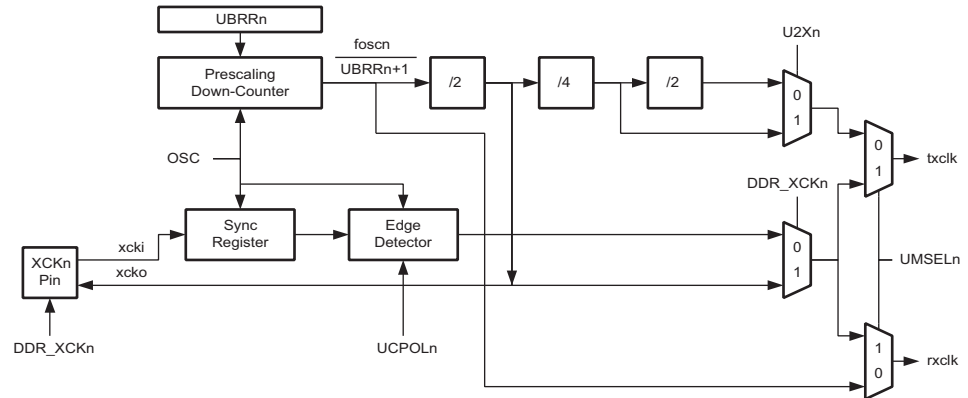 UBRRn
U2Xn
foscn
UBRRn+1
Prescaling
Down-Counter
/2
/4
/2
0
1
OSC
0
1
txclk
DDR_XCKn
Sync
Register
Edge
Detector
xcki
0
1
XCKn
Pin
xcko
UMSELn
DDR_XCKn
UCPOLn
1
0
rxclk